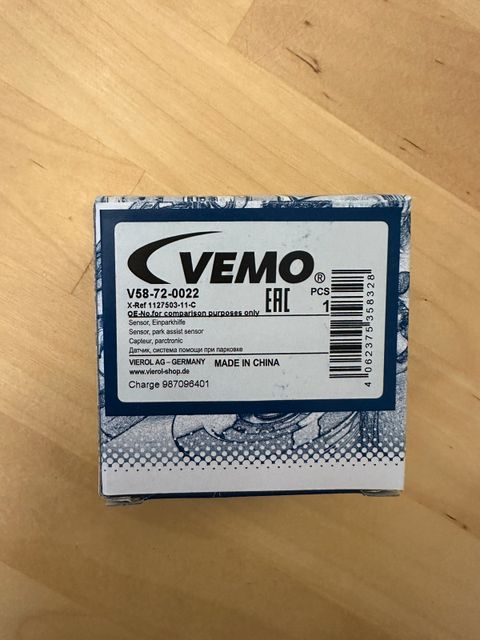 VEMO®
V58-72-0022
X-Ref 1127503-11-C
OE-No.for comparison purposes only
EAC
PCS
1
Sensor, Einparkhilfe
Sensor, park assist sensor
Capteur, parctronic
Датчик, система помощи при парковке
VIEROL AG - GERMANY MADE IN CHINA
www.vierol-shop.de
Charge 987096401
4 062375 358328